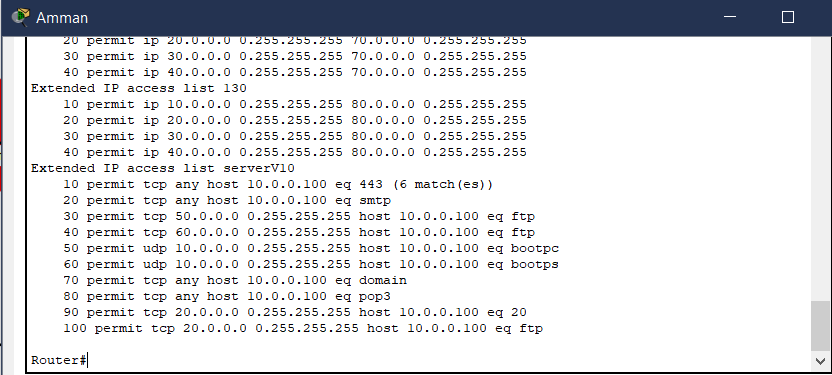 Amman
20 permit ip 20.0.0.0 0.255.255.255 70.0.0.0 0.255.255.255
30 permit ip 30.0.0.0 0.255.255.255 70.0.0.0 0.255.255.255
40 permit ip 40.0.0.0 0.255.255.255 70.0.0.0 0.255.255.255
Extended IP access list 130
10 permit ip 10.0.0.0 0.255.255.255 80.0.0.0 0.255.255.255
20 permit ip 20.0.0.0 0.255.255.255 80.0.0.0 0.255.255.255
30 permit ip 30.0.0.0 0.255.255.255 80.0.0.0 0.255.255.255
40 permit ip 40.0.0.0 0.255.255.255 80.0.0.0 0.255.255.255
Extended IP access list serverV10
10 permit tcp any host 10.0.0.100 eq 443 (6 match(es))
20 permit tcp any host 10.0.0.100 eq smtp
30 permit tcp 50.0.0.0 0.255.255.255 host 10.0.0.100 eq ftp
40 permit tcp 60.0.0.0 0.255.255.255 host 10.0.0.100 eq ftp
50 permit udp 10.0.0.0 0.255.255.255 host 10.0.0.100 eq bootpc
60 permit udp 10.0.0.0 0.255.255.255 host 10.0.0.100 eq bootps
70 permit tcp any host 10.0.0.100 eq domain
80 permit tcp any host 10.0.0.100 eq pop3
90 permit tcp 20.0.0.0 0.255.255.255 host 10.0.0.100 eq 20
100 permit tcp 20.0.0.0 0.255.255.255 host 10.0.0.100 eq ftp
Router#